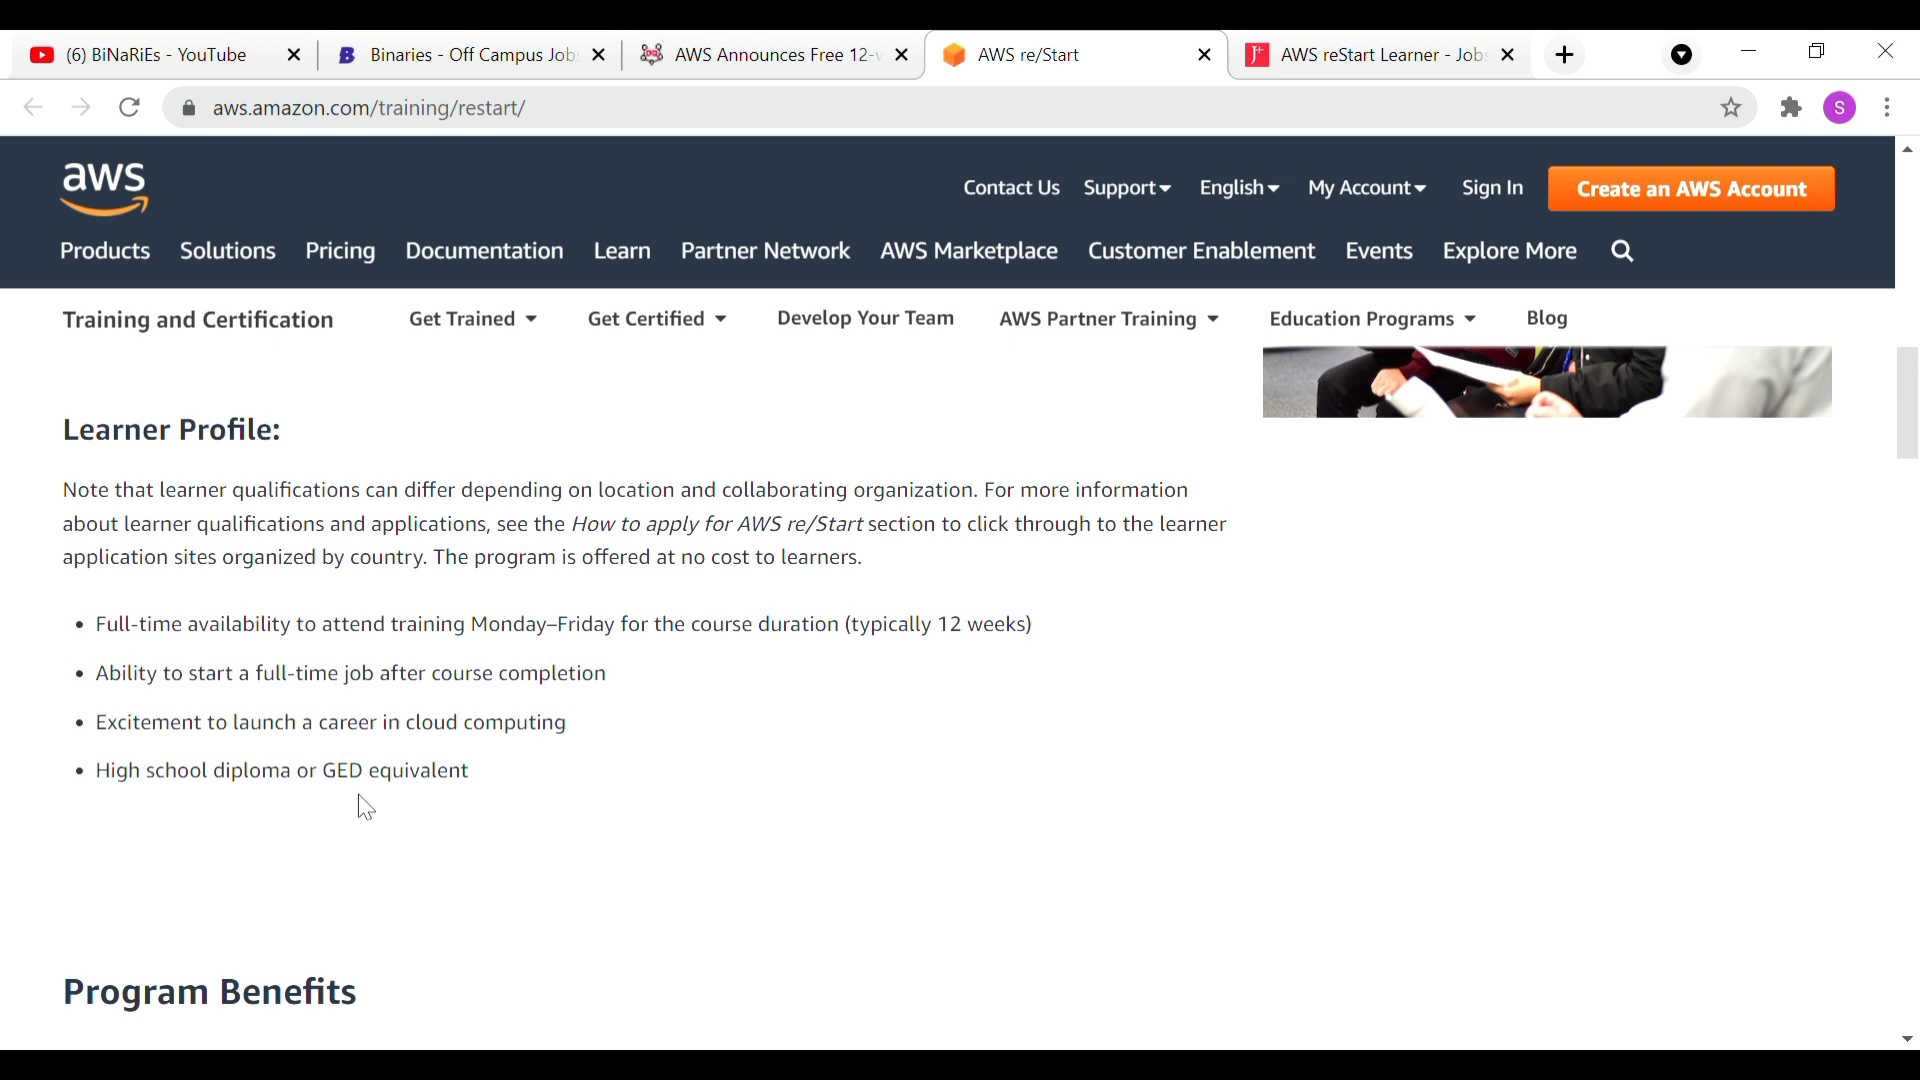 (6) BiNaRiEs - YouTube
Binaries - Off Campus Job
AWS Announces Free 12-
AWS re/Start
AWS reStart Learner - Jobs
aws.amazon.com/training/restart/
S
aws
Contact Us Support English My Account Sign In Create an AWS Account
Products Solutions Pricing Documentation Learn Partner Network AWS Marketplace Customer Enablement Events Explore More
Training and Certification Get Trained Get Certified Develop Your Team AWS Partner Training Education Programs Blog
Learner Profile:
Note that learner qualifications can differ depending on location and collaborating organization. For more information
about learner qualifications and applications, see the How to apply for AWS re/Start section to click through to the learner
application sites organized by country. The program is offered at no cost to learners.
• Full-time availability to attend training Monday–Friday for the course duration (typically 12 weeks)
• Ability to start a full-time job after course completion
• Excitement to launch a career in cloud computing
• High school diploma or GED equivalent
Program Benefits